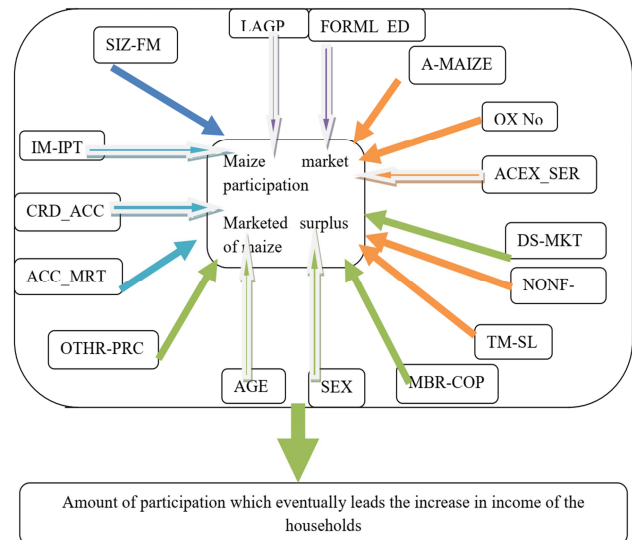 LAGP
FORML_ED
SIZ-FM
A-MAIZE
OX No
IM-IPT
Maize market
participation
ACEX_SER
CRD_ACC
Marketed surplus
of maize
DS-MKT
ACC_MRT
NONF-
OTHR-PRC
TM-SL
AGE
SEX
MBR-COP
Amount of participation which eventually leads the increase in income of the
households